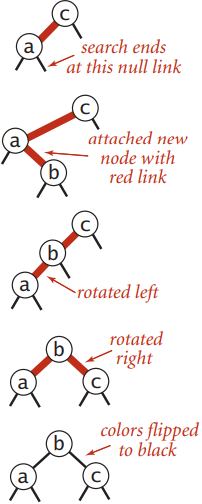 c
a
search ends
at this null link
c
a
attached new
node with
red link
b
c
b
a
rotated left
rotated
right
b
a
c
colors flipped
to black
b
a
c